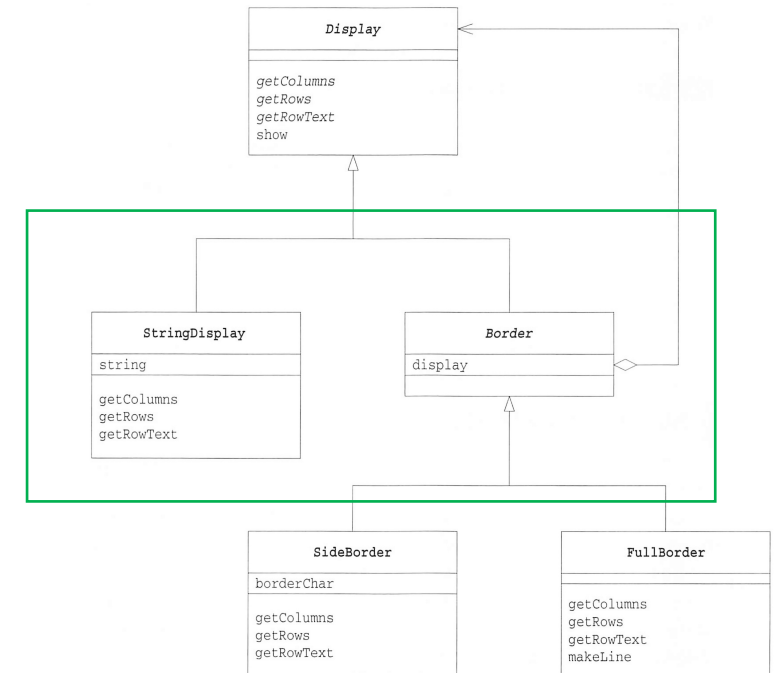 Display
getColumns
getRows
getRowText
show
StringDisplay
string
getColumns
getRows
getRowText
Border
display
SideBorder
borderChar
getColumns
getRows
getRowText
FullBorder
getColumns
getRows
getRowText
makeLine